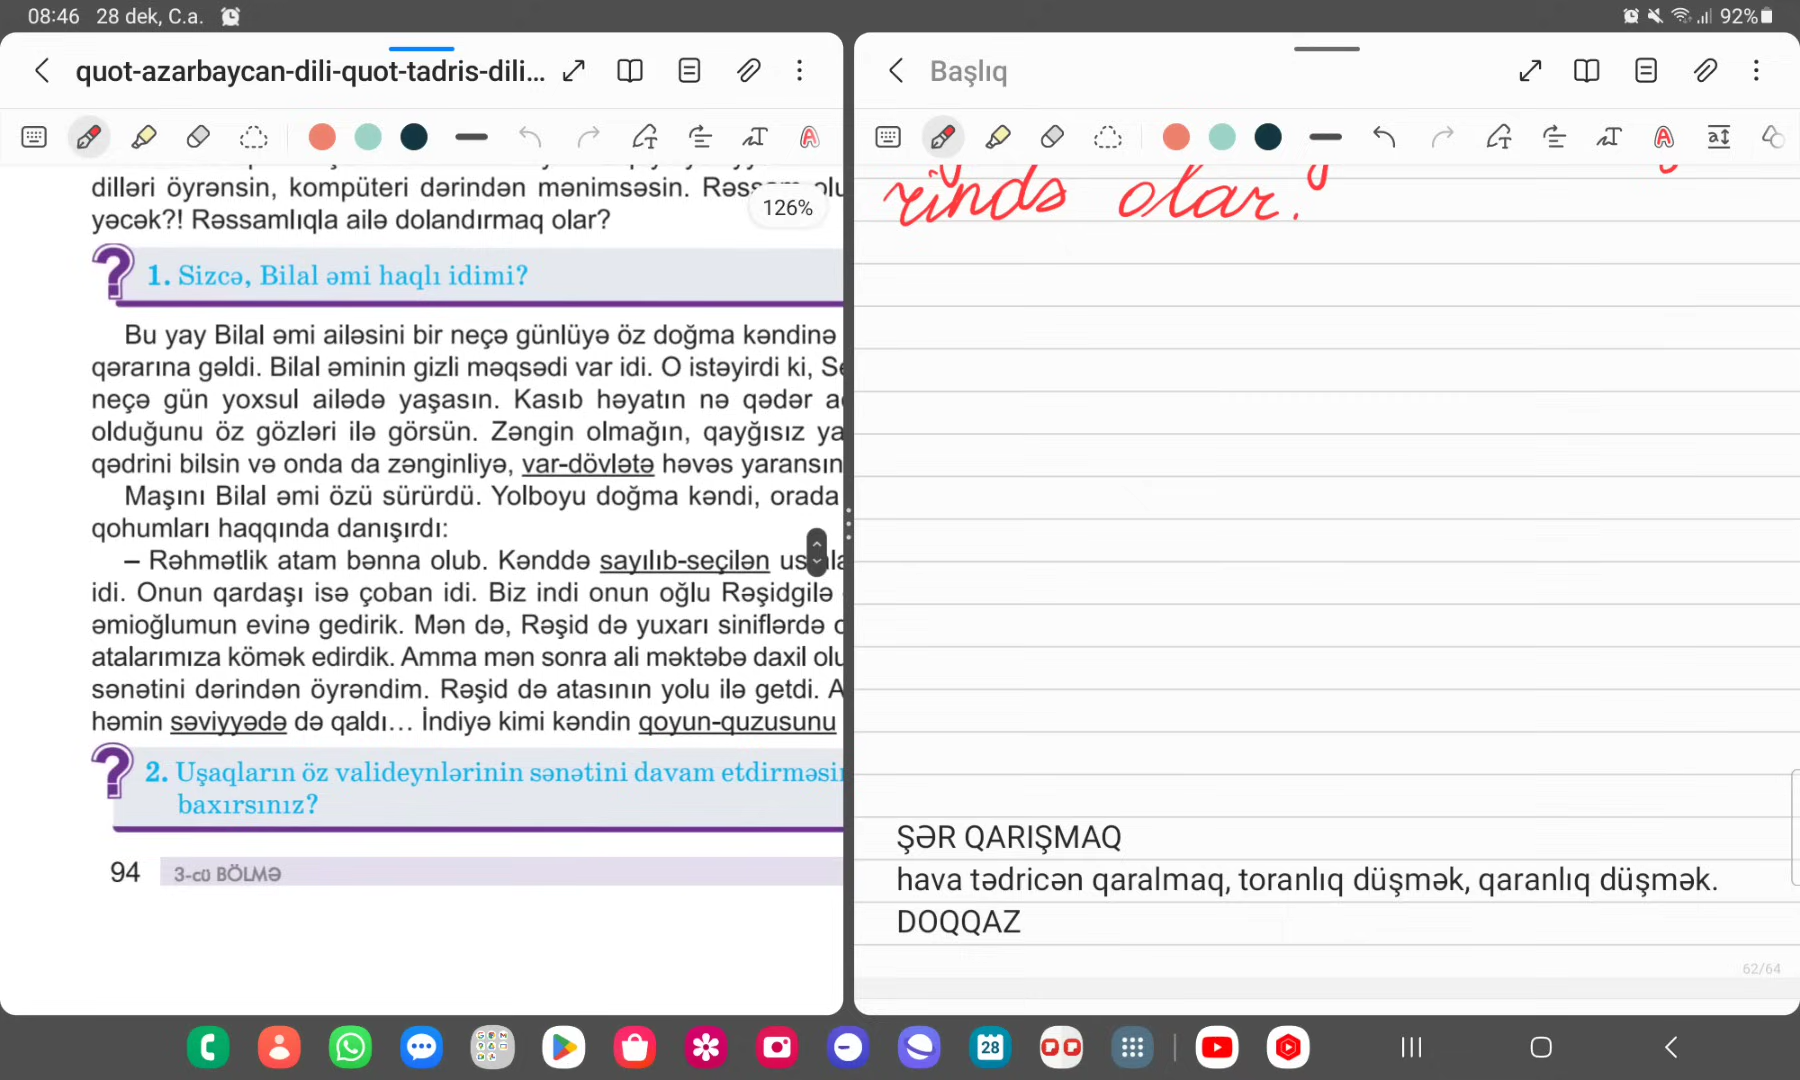 08:46 28 dek, C.a.
92%
quot-azarbaycan-dili-quot-tadris-dili...
dilləri öyrənsin, kompüteri dərindən mənimsəsin. Rəssam olu
yəcək?! Rəssamlıqla ailə dolandırmaq olar?
126%
1. Sizcə, Bilal əmi haqlı idimi?
Bu yay Bilal əmi ailəsini bir neçə günlüyə öz doğma kəndinə
qərarına gəldi. Bilal əminin gizli məqsədi var idi. O istəyirdi ki, Sə
neçə gün yoxsul ailədə yaşasın. Kasıb həyatın nə qədər a
olduğunu öz gözləri ilə görsün. Zəngin olmağın, qayğısız ya
qədrini bilsin və onda da zənginliyə, var-dövlətə həvəs yaransın
Maşını Bilal əmi özü sürürdü. Yolboyu doğma kəndi, orada
qohumları haqqında danışırdı:
– Rəhmətlik atam bənna olub. Kənddə sayılıb-seçilən
idi. Onun qardaşı isə çoban idi. Biz indi onun oğlu Rəşidgilə
əmioğlumun evinə gedirik. Mən də, Rəşid də yuxarı siniflərdə
atalarımıza kömək edirdik. Amma mən sonra ali məktəbə daxil olu
sənətini dərindən öyrəndim. Rəşid də atasının yolu ilə getdi. A
həmin səviyyədə də qaldı... İndiyə kimi kəndin qoyun-quzusunu
2. Uşaqların öz valideynlərinin sənətini davam etdirməsi
baxırsınız?
94 3-cü BÖLMƏ
Başlıq
rində olar.
ŞƏR QARIŞMAQ
hava tədricən qaralmaq, toranlıq düşmək, qaranlıq düşmək.
DOQQAZ
62/64
28